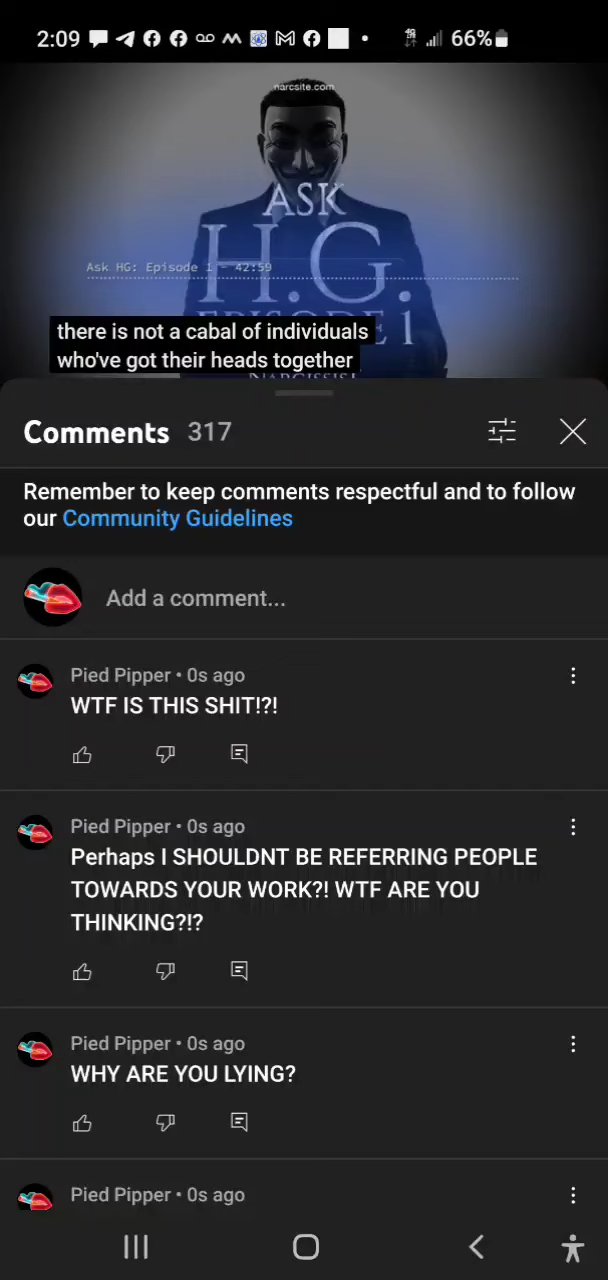 2:09
66%
narcsite.com
ASK
Ask HG: Episode 1 - 42:59
H.G.
EPISODE 1
there is not a cabal of individuals
who've got their heads together
NARCISSIST
Comments 317
Remember to keep comments respectful and to follow
our Community Guidelines
Add a comment...
Pied Pipper • 0s ago
WTF IS THIS SHIT!?!
Pied Pipper • 0s ago
Perhaps I SHOULDNT BE REFERRING PEOPLE
TOWARDS YOUR WORK?! WTF ARE YOU
THINKING?!?
Pied Pipper • 0s ago
WHY ARE YOU LYING?
Pied Pipper • 0s ago